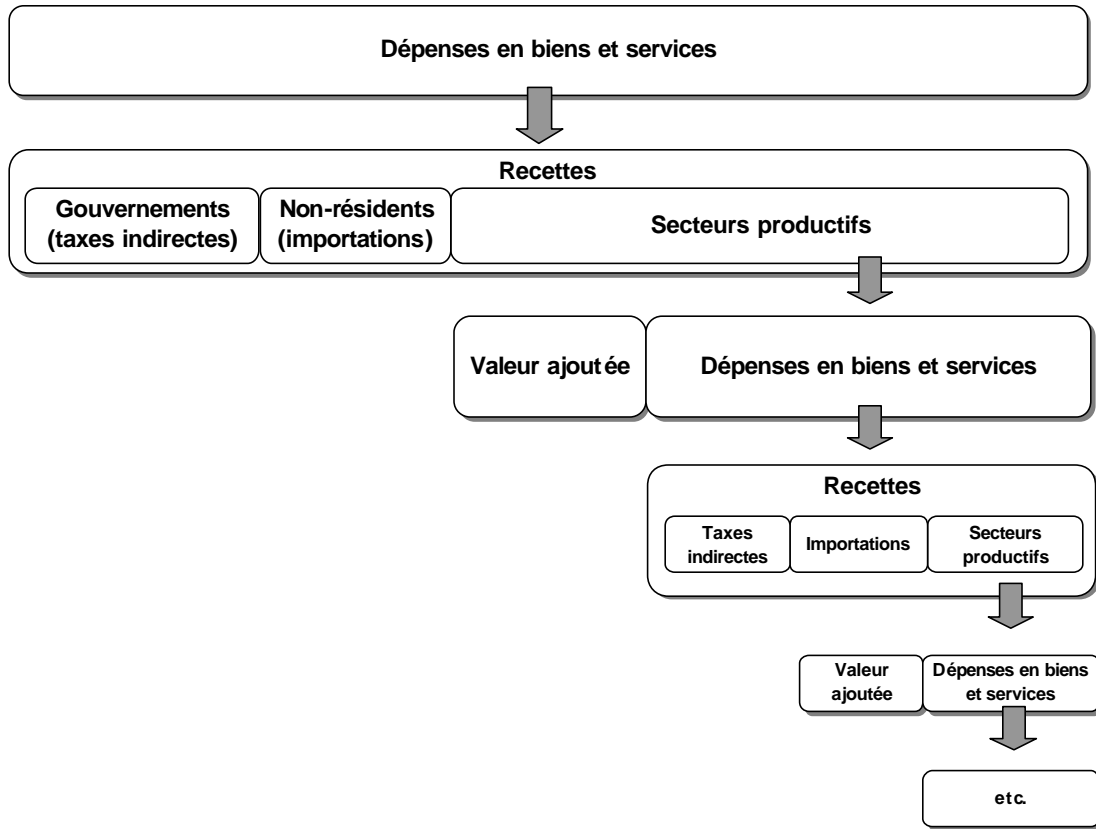 Dépenses en biens et services
Recettes
Gouvernements
(taxes indirectes)
Non-résidents
(importations)
Secteurs productifs
Valeur ajoutée
Dépenses en biens et services
Recettes
Taxes
indirectes
Importations
Secteurs
productifs
Valeur
ajoutée
Dépenses en biens
et services
etc.